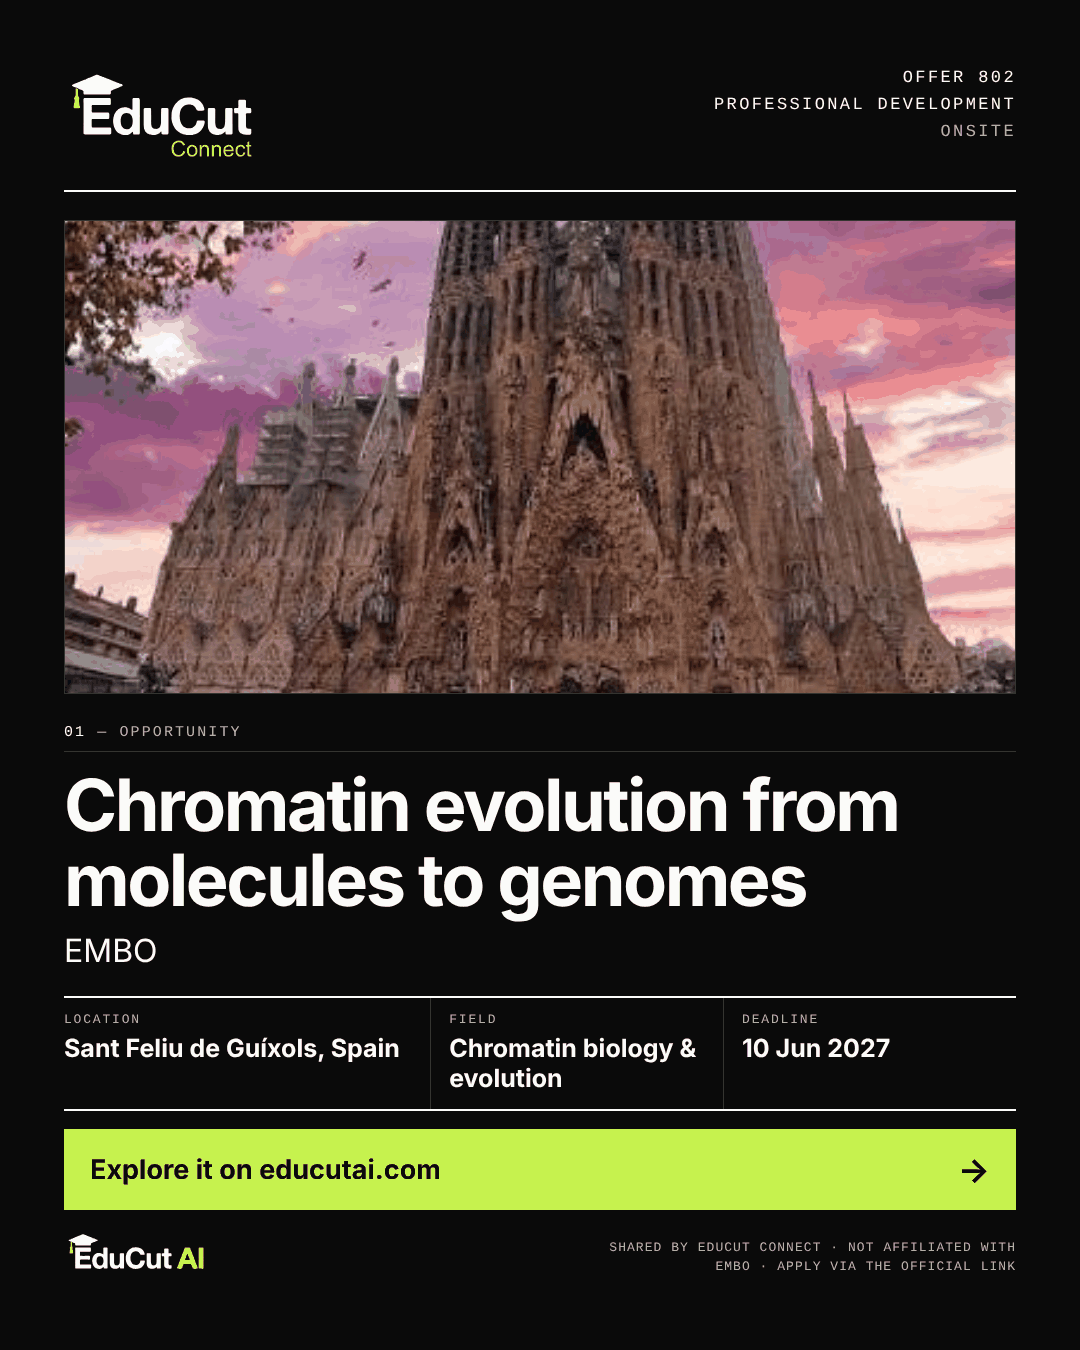 EduCut
Connect
OFFER 802
PROFESSIONAL DEVELOPMENT
ONSITE
01 — OPPORTUNITY
Chromatin evolution from
molecules to genomes
EMBO
LOCATION
Sant Feliu de Guíxols, Spain
FIELD
Chromatin biology &
evolution
DEADLINE
10 Jun 2027
Explore it on educutai.com →
EduCut AI
SHARED BY EDUCUT CONNECT · NOT AFFILIATED WITH
EMBO · APPLY VIA THE OFFICIAL LINK